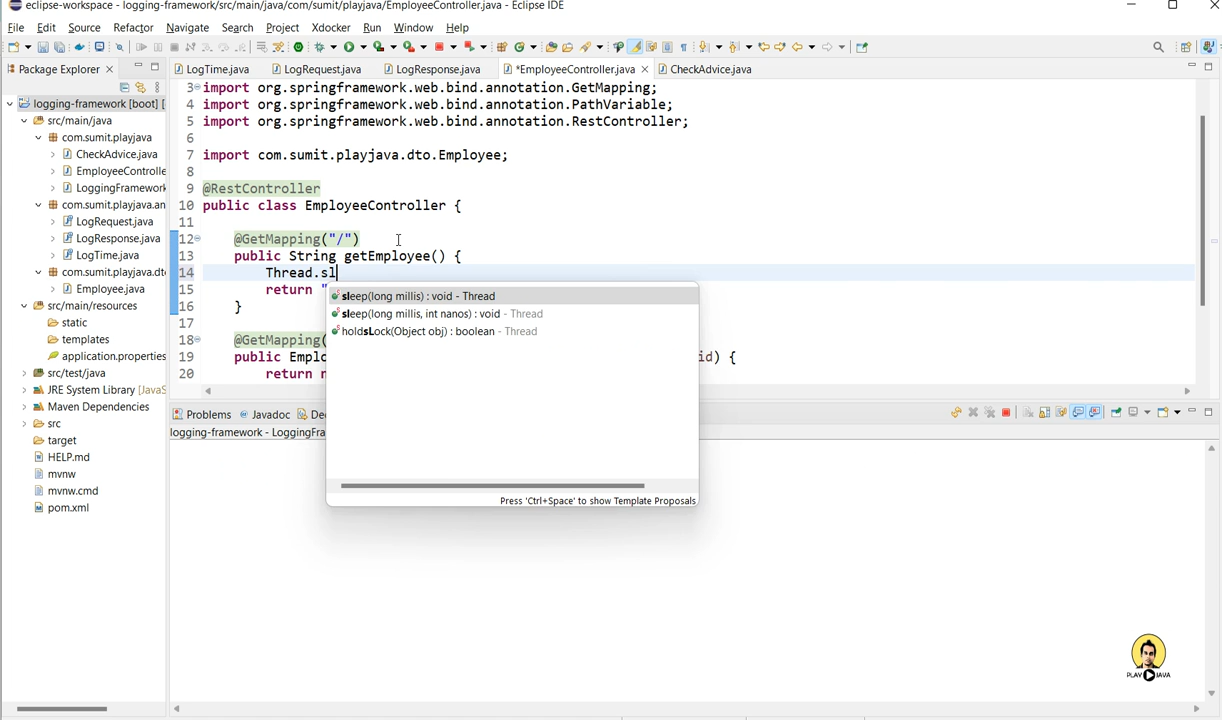 eclipse-workspace - logging-framework/src/main/java/com/sumit/playjava/EmployeeController.java - Eclipse IDE
File Edit Source Refactor Navigate Search Project Xdocker Run Window Help
Package Explorer
LogTime.java LogRequest.java LogResponse.java *EmployeeController.java CheckAdvice.java
logging-framework [boot] [
src/main/java
com.sumit.playjava
CheckAdvice.java
EmployeeControlle
LoggingFramework
com.sumit.playjava.an
LogRequest.java
LogResponse.java
LogTime.java
com.sumit.playjava.dt
Employee.java
src/main/resources
static
templates
application.properties
src/test/java
JRE System Library [JavaS
Maven Dependencies
src
target
HELP.md
mvnw
mvnw.cmd
pom.xml
3 import org.springframework.web.bind.annotation.GetMapping;
4 import org.springframework.web.bind.annotation.PathVariable;
5 import org.springframework.web.bind.annotation.RestController;
6
7 import com.sumit.playjava.dto.Employee;
8
9 @RestController
10 public class EmployeeController {
11
12 @GetMapping("/")
13 public String getEmployee() {
14 Thread.sl
15 return "
16 }
17
18 @GetMapping(
19 public Emplo id) {
20 return n
sleep(long millis) : void - Thread
sleep(long millis, int nanos) : void - Thread
holdsLock(Object obj) : boolean - Thread
Press 'Ctrl+Space' to show Template Proposals
Problems @ Javadoc De
logging-framework - LoggingFra
PLAY JAVA